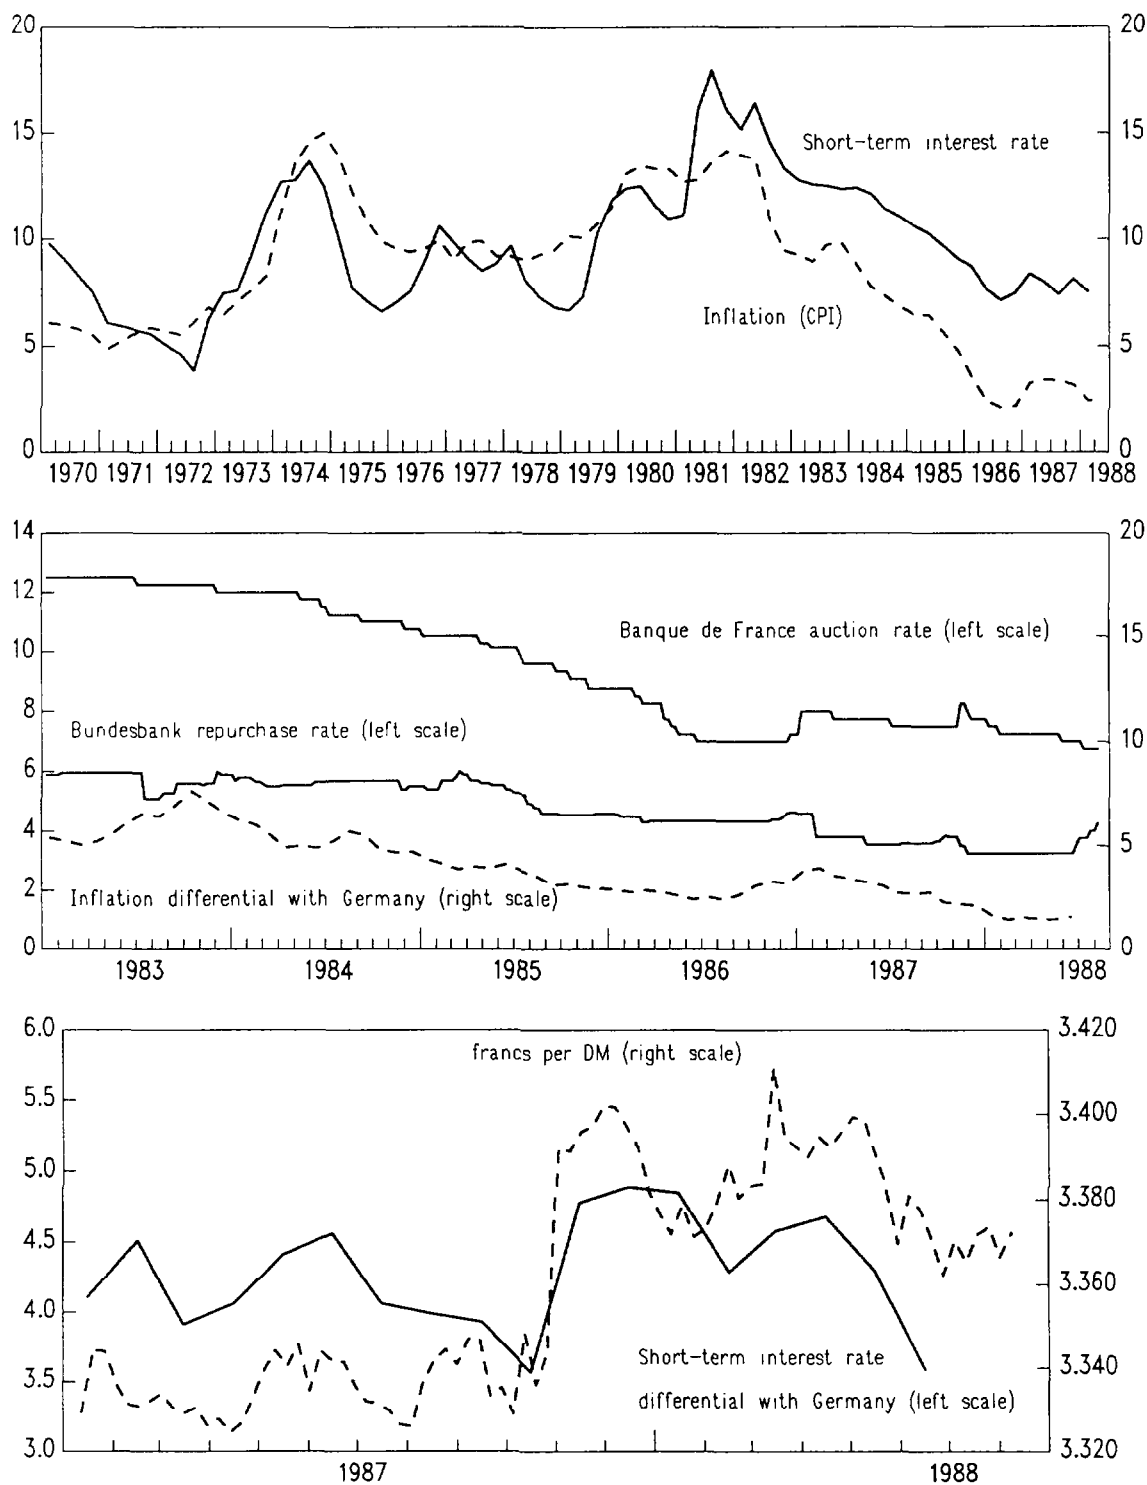 20 20
15 15
Short-term interest rate
10 10
Inflation (CPI)
5 5
0 0
1970 1971 1972 1973 1974 1975 1976 1977 1978 1979 1980 1981 1982 1983 1984 1985 1986 1987 1988
14 20
12
Banque de France auction rate (left scale) 15
10
8
Bundesbank repurchase rate (left scale) 10
6
4 5
2
Inflation differential with Germany (right scale)
0 0
1983 1984 1985 1986 1987 1988
6.0 3.420
francs per DM (right scale)
5.5 3.400
5.0
3.380
4.5
3.360
4.0
Short-term interest rate 3.340
3.5
differential with Germany (left scale)
3.0 3.320
1987 1988